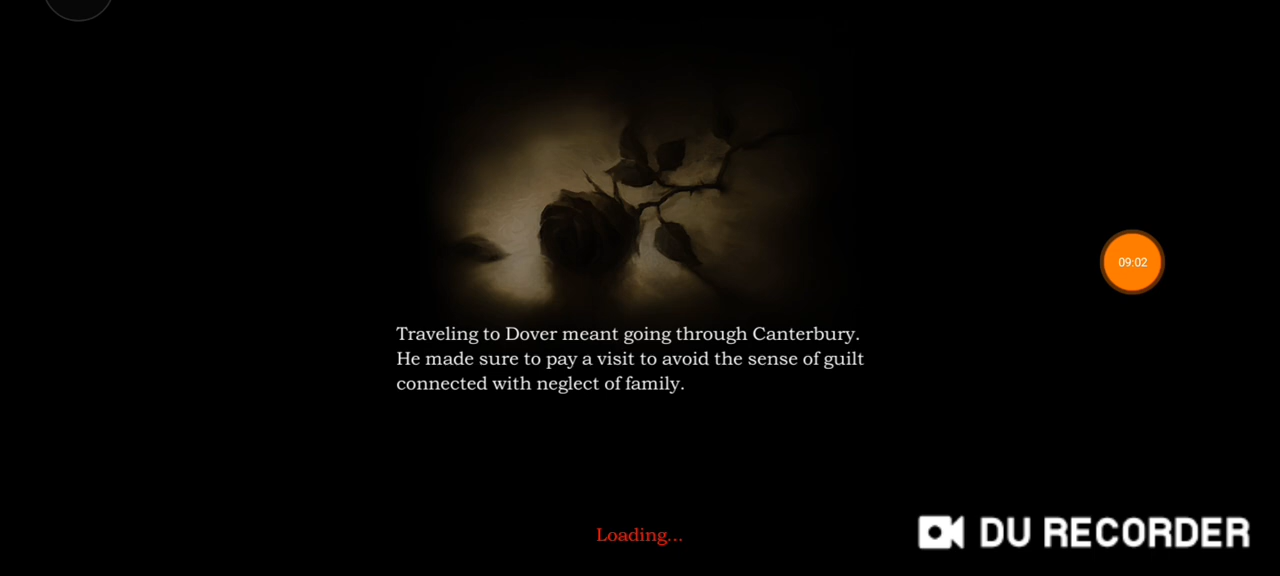 Traveling to Dover meant going through Canterbury.
He made sure to pay a visit to avoid the sense of guilt
connected with neglect of family.
09:02
Loading...
DU RECORDER